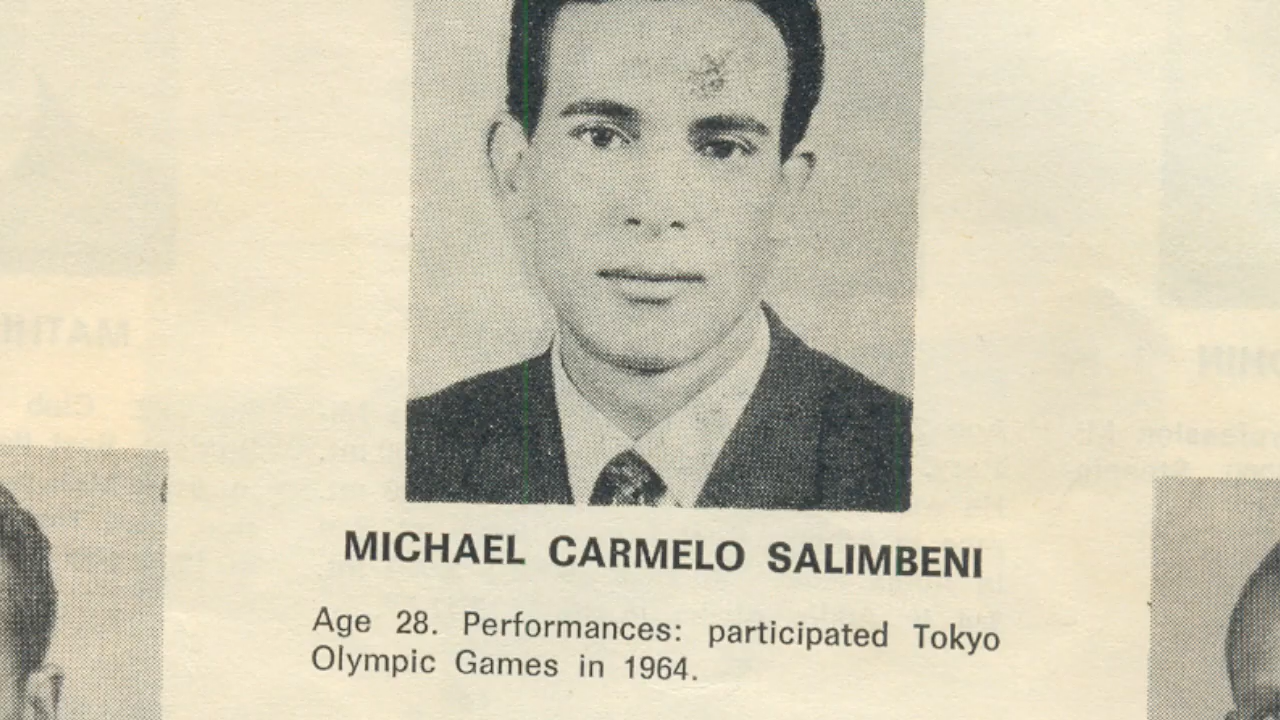 MICHAEL CARMELO SALIMBENI
Age 28. Performances: participated Tokyo
Olympic Games in 1964.